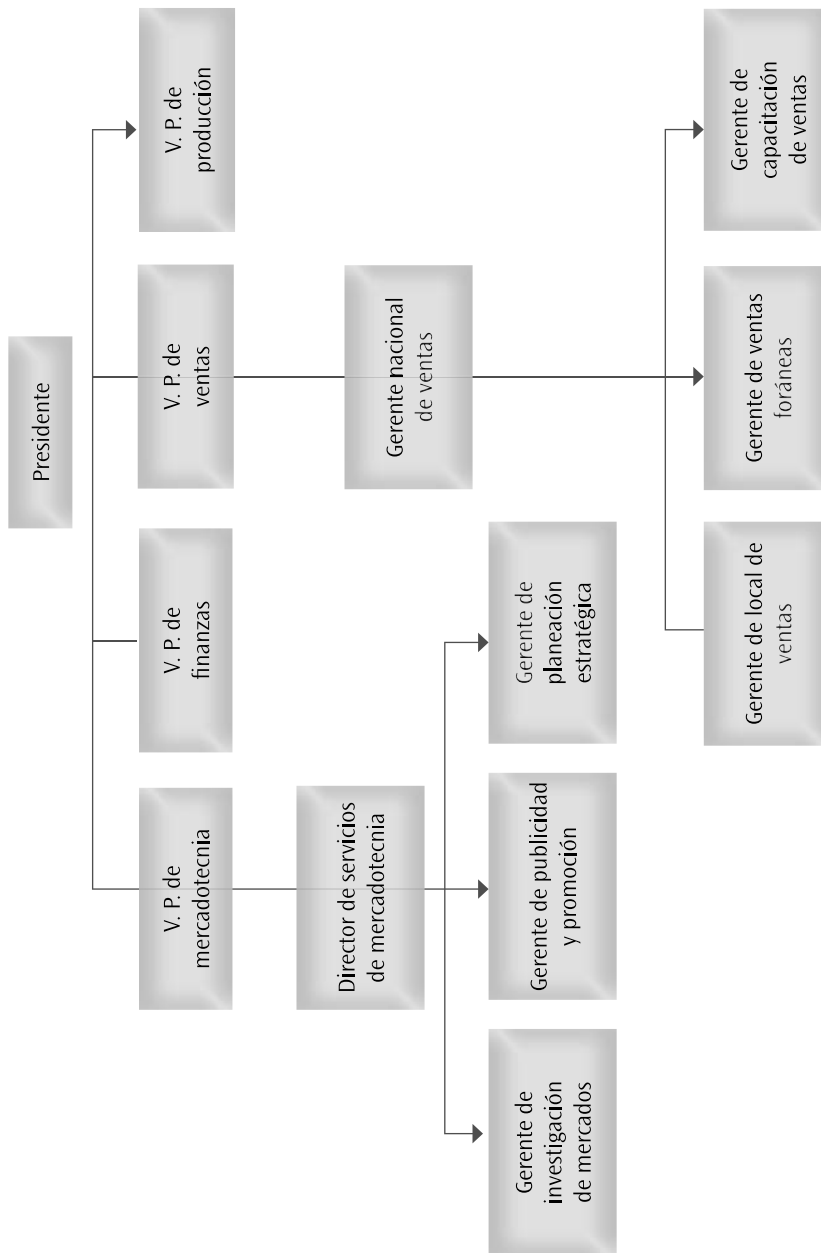 Presidente
V. P. de
mercadotecnia
V. P. de
finanzas
V. P. de
ventas
V. P. de
producción
Director de servicios
de mercadotecnia
Gerente nacional
de ventas
Gerente de
investigación
de mercados
Gerente de publicidad
y promoción
Gerente de
planeación
estratégica
Gerente de local de
ventas
Gerente de ventas
foráneas
Gerente de
capacitación
de ventas